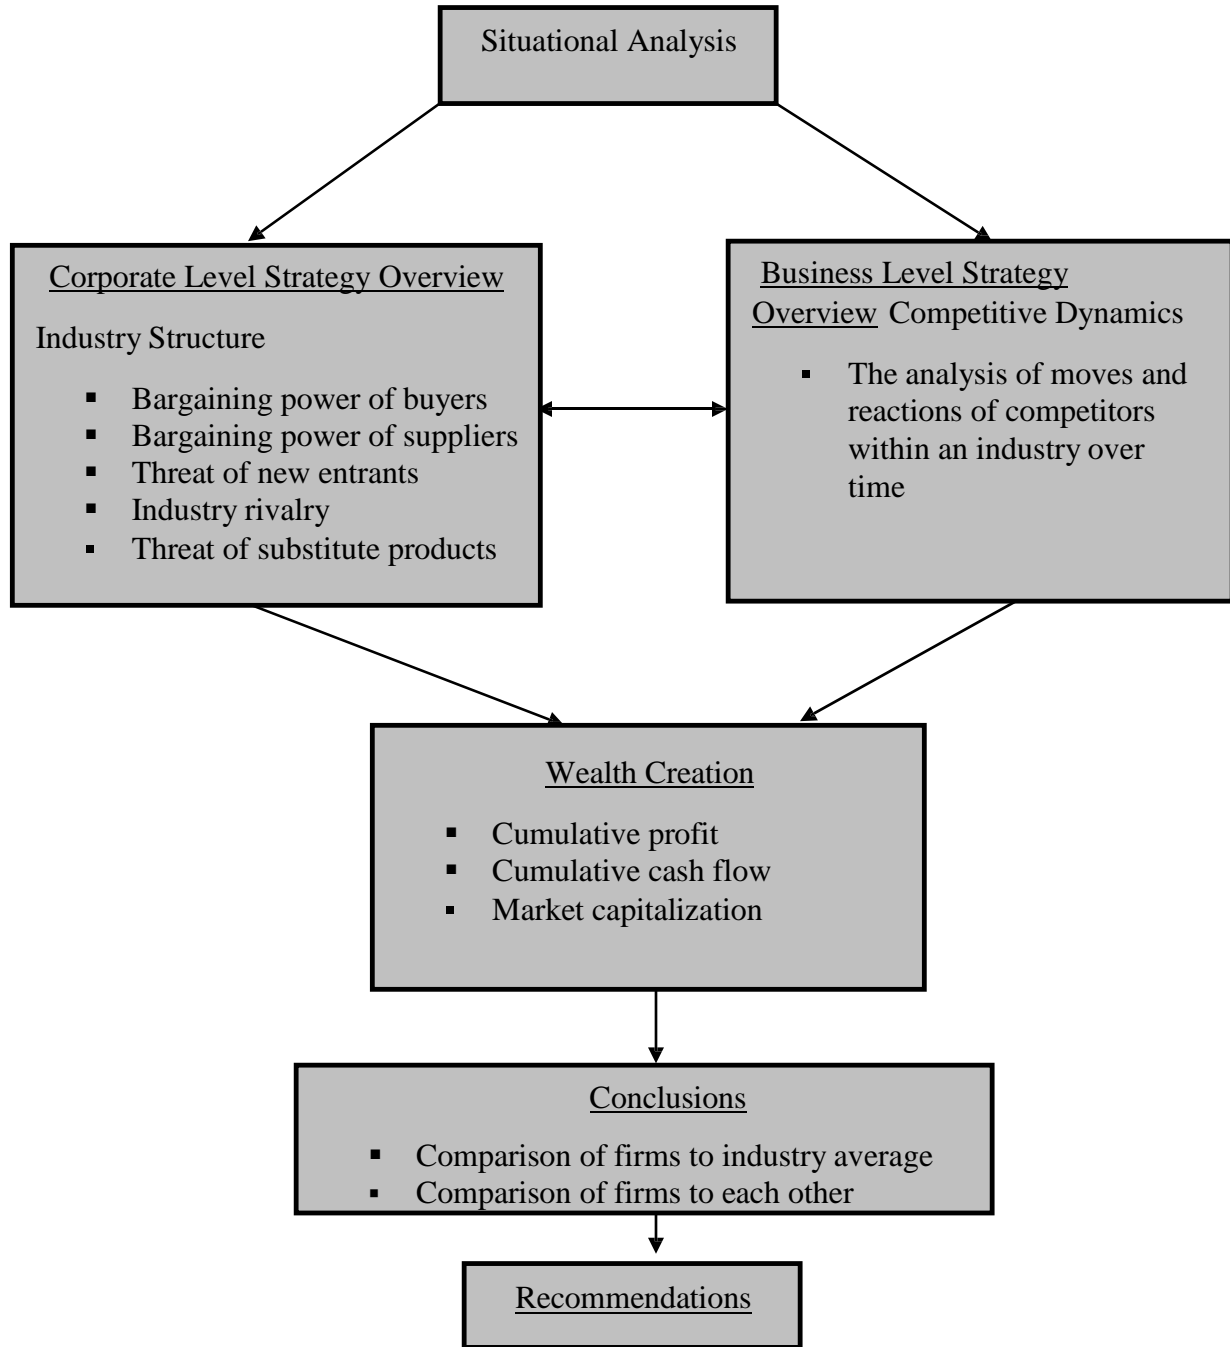 Situational Analysis
Corporate Level Strategy Overview
Industry Structure
▪ Bargaining power of buyers
▪ Bargaining power of suppliers
▪ Threat of new entrants
▪ Industry rivalry
▪ Threat of substitute products
Business Level Strategy
Overview Competitive Dynamics
▪ The analysis of moves and
reactions of competitors
within an industry over
time
Wealth Creation
▪ Cumulative profit
▪ Cumulative cash flow
▪ Market capitalization
Conclusions
▪ Comparison of firms to industry average
▪ Comparison of firms to each other
Recommendations